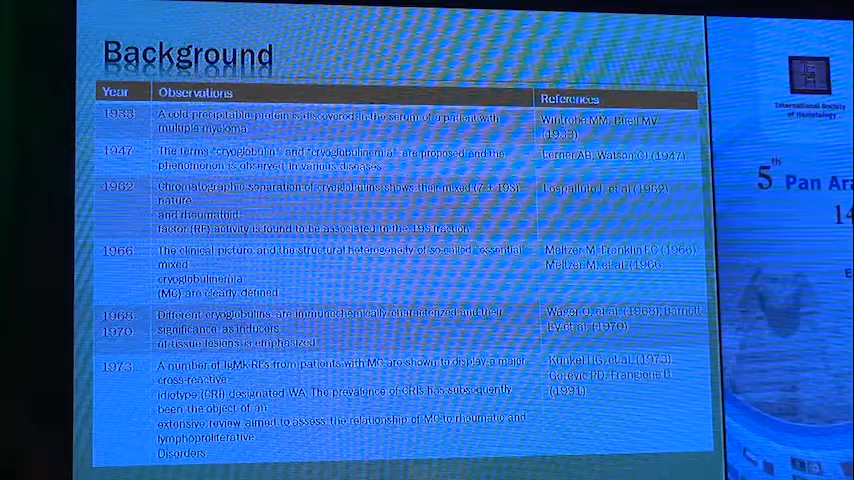 Background
Year Observations References
1933 A cold precipitable protein is discovered in the serum of a patient with Wintrobe MM, Buell MV
multiple myeloma (1933)
1947 The terms "cryoglobulin" and "cryoglobulinemia" are proposed and the Lerner AB, Watson CJ (1947)
phenomenon is observed in various diseases
1962 Chromatographic separation of cryoglobulins shows their mixed (7 + 19S) et al (1962)
nature
and rheumatoid
factor (RF) activity is found to be associated to the 19S fraction
1966 The clinical picture and the structural heterogeneity of so-called "essential" Meltzer M, Franklin EC (1966)
mixed Meltzer M, et al. (1966
cryoglobulinemia
(MC) are clearly defined
1968 Different cryoglobulins are immunochemically characterized and their Wager O, et al. (1968), Barnett
1970 significance as inducers EV et al (1970)
of tissue lesions is emphasized
1973 A number of IgMk RFs from patients with MC are shown to display a major Kunkel HG, et al. (1973)
cross-reactive Gorevic PD, Frangione B
idiotype (CRI) designated WA. The prevalence of CRIs has subsequently (1991)
been the object of an
extensive review aimed to assess the relationship of MC to rheumatic and
lymphoproliferative
Disorders
International Society
of Hematology
5th Pan Ara
14
E